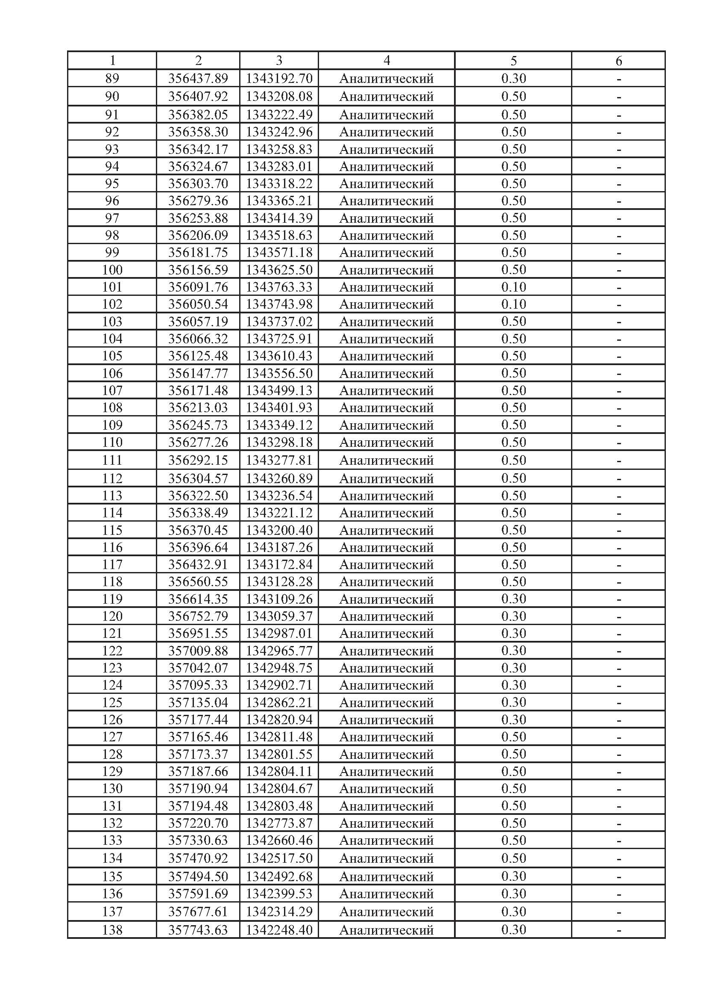 1 2 3 4 5 6
89 356437.89 1343192.70 Аналитический 0.30 -
90 356407.92 1343208.08 Аналитический 0.50 -
91 356382.05 1343222.49 Аналитический 0.50 -
92 356358.30 1343242.96 Аналитический 0.50 -
93 356342.17 1343258.83 Аналитический 0.50 -
94 356324.67 1343283.01 Аналитический 0.50 -
95 356303.70 1343318.22 Аналитический 0.50 -
96 356279.36 1343365.21 Аналитический 0.50 -
97 356253.88 1343414.39 Аналитический 0.50 -
98 356206.09 1343518.63 Аналитический 0.50 -
99 356181.75 1343571.18 Аналитический 0.50 -
100 356156.59 1343625.50 Аналитический 0.50 -
101 356091.76 1343763.33 Аналитический 0.10 -
102 356050.54 1343743.98 Аналитический 0.10 -
103 356057.19 1343737.02 Аналитический 0.50 -
104 356066.32 1343725.91 Аналитический 0.50 -
105 356125.48 1343610.43 Аналитический 0.50 -
106 356147.77 1343556.50 Аналитический 0.50 -
107 356171.48 1343499.13 Аналитический 0.50 -
108 356213.03 1343401.93 Аналитический 0.50 -
109 356245.73 1343349.12 Аналитический 0.50 -
110 356277.26 1343298.18 Аналитический 0.50 -
111 356292.15 1343277.81 Аналитический 0.50 -
112 356304.57 1343260.89 Аналитический 0.50 -
113 356322.50 1343236.54 Аналитический 0.50 -
114 356338.49 1343221.12 Аналитический 0.50 -
115 356370.45 1343200.40 Аналитический 0.50 -
116 356396.64 1343187.26 Аналитический 0.50 -
117 356432.91 1343172.84 Аналитический 0.50 -
118 356560.55 1343128.28 Аналитический 0.50 -
119 356614.35 1343109.26 Аналитический 0.30 -
120 356752.79 1343059.37 Аналитический 0.30 -
121 356951.55 1342987.01 Аналитический 0.30 -
122 357009.88 1342965.77 Аналитический 0.30 -
123 357042.07 1342948.75 Аналитический 0.30 -
124 357095.33 1342902.71 Аналитический 0.30 -
125 357135.04 1342862.21 Аналитический 0.30 -
126 357177.44 1342820.94 Аналитический 0.30 -
127 357165.46 1342811.48 Аналитический 0.50 -
128 357173.37 1342801.55 Аналитический 0.50 -
129 357187.66 1342804.11 Аналитический 0.50 -
130 357190.94 1342804.67 Аналитический 0.50 -
131 357194.48 1342803.48 Аналитический 0.50 -
132 357220.70 1342773.87 Аналитический 0.50 -
133 357330.63 1342660.46 Аналитический 0.50 -
134 357470.92 1342517.50 Аналитический 0.50 -
135 357494.50 1342492.68 Аналитический 0.30 -
136 357591.69 1342399.53 Аналитический 0.30 -
137 357677.61 1342314.29 Аналитический 0.30 -
138 357743.63 1342248.40 Аналитический 0.30 -